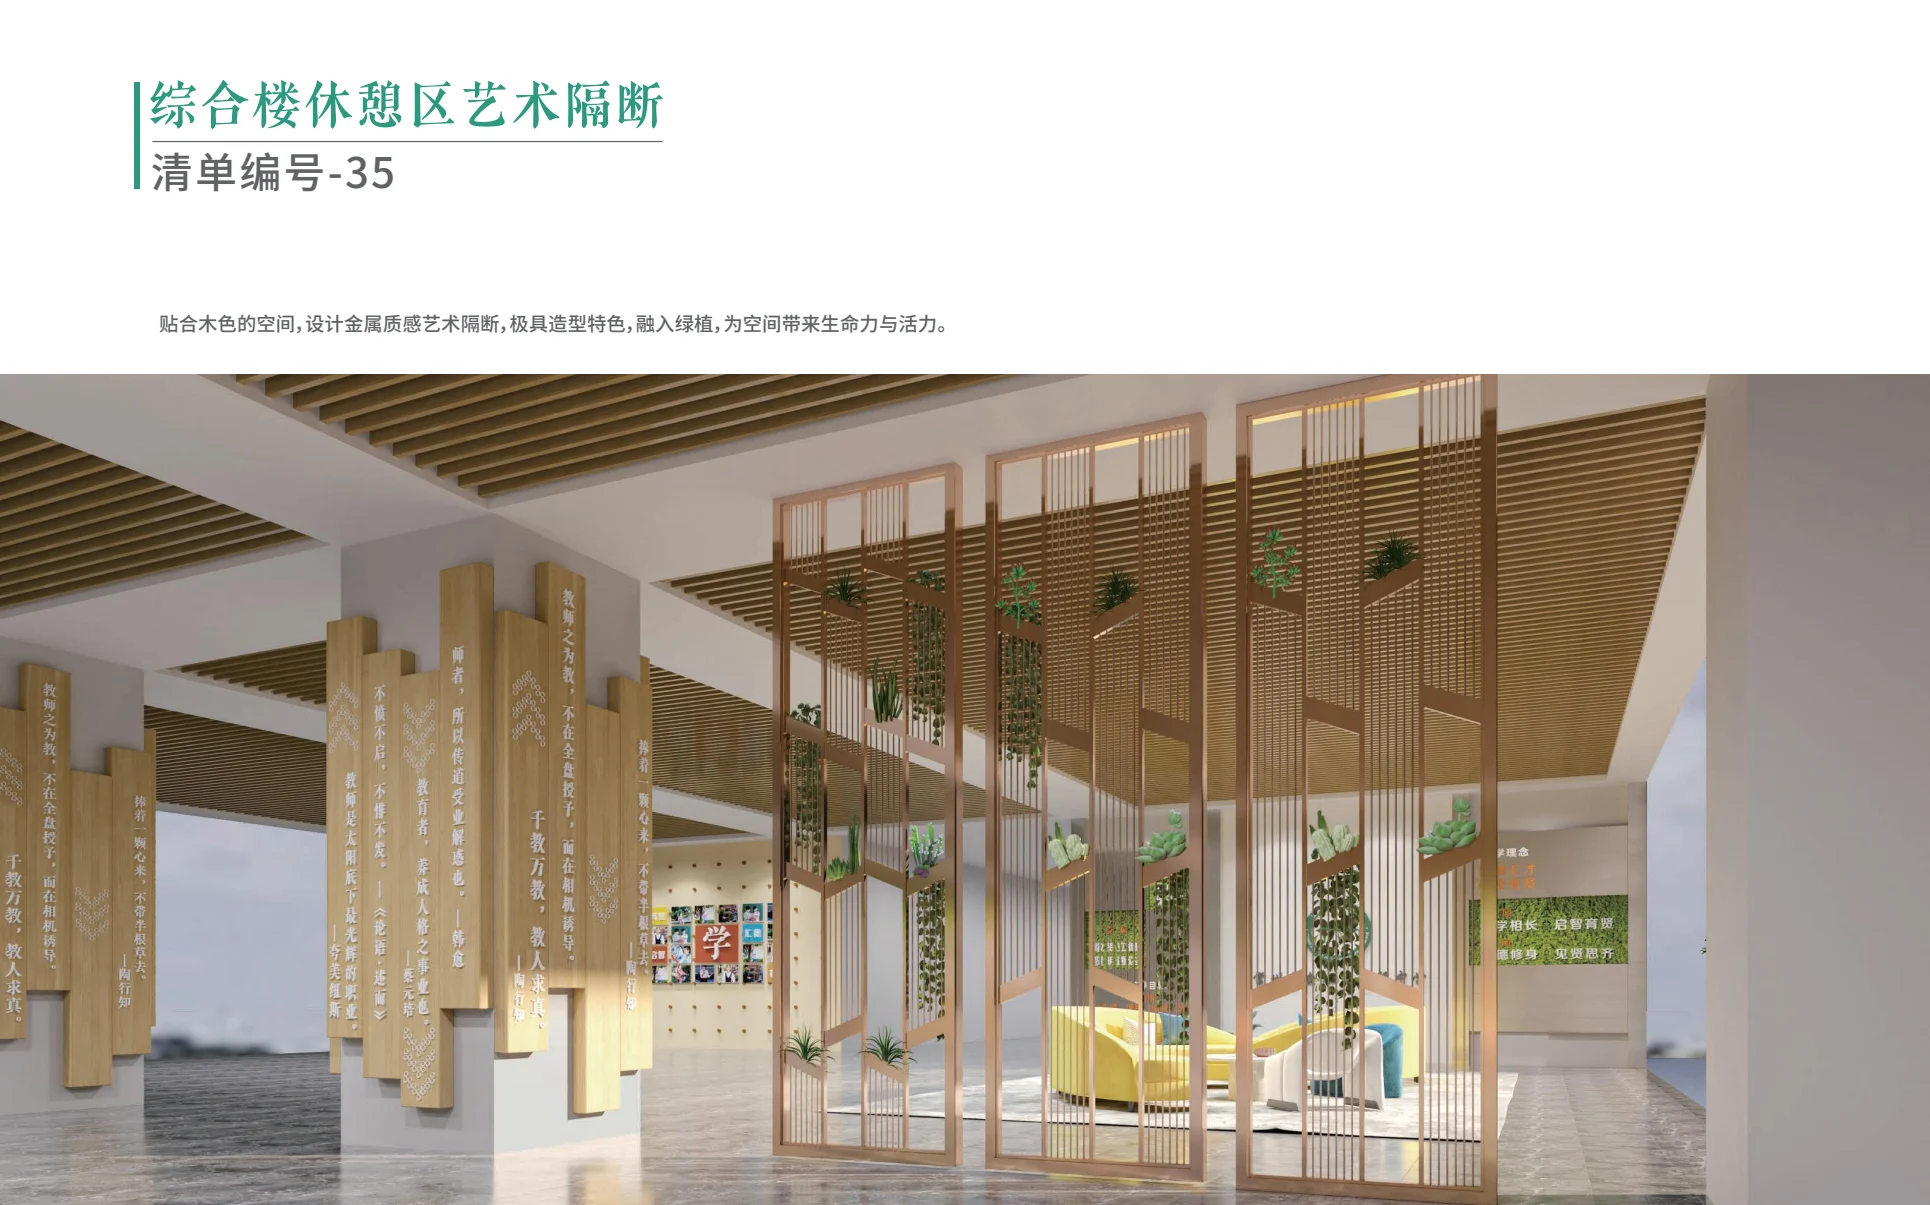 综合楼休憩区艺术隔断
清单编号-35
贴合木色的空间，设计金属质感艺术隔断，极具造型特色，融入绿植，为空间带来生命力与活力。
教师之为教，不在全盘授予，而在相机诱导。
千教万教，教人求真。
捧着一颗心来，不带半根草去。
——陶行知
教师是太阳底下最光辉的职业。
——夸美纽斯
不愤不启，不悱不发。——《论语·述而》
教育者，养成人格之事业也。
——蔡元培
师者，所以传道受业解惑也。——韩愈
千教万教，教人求真。
——陶行知
教师之为教，不在全盘授予，而在相机诱导。
捧着一颗心来，不带半根草去。
——陶行知
学
学理念
学相长 启智育贤
德修身 见贤思齐